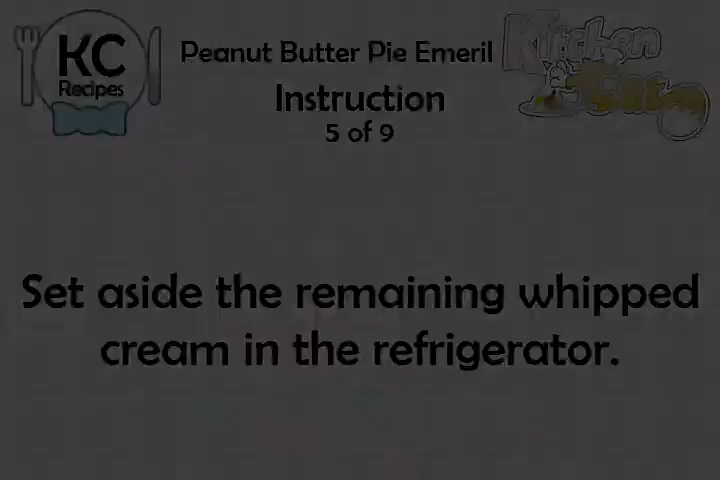 KC
Recipes
Peanut Butter Pie Emeril
Kitchen
Instruction
5 of 9
Set aside the remaining whipped
cream in the refrigerator.